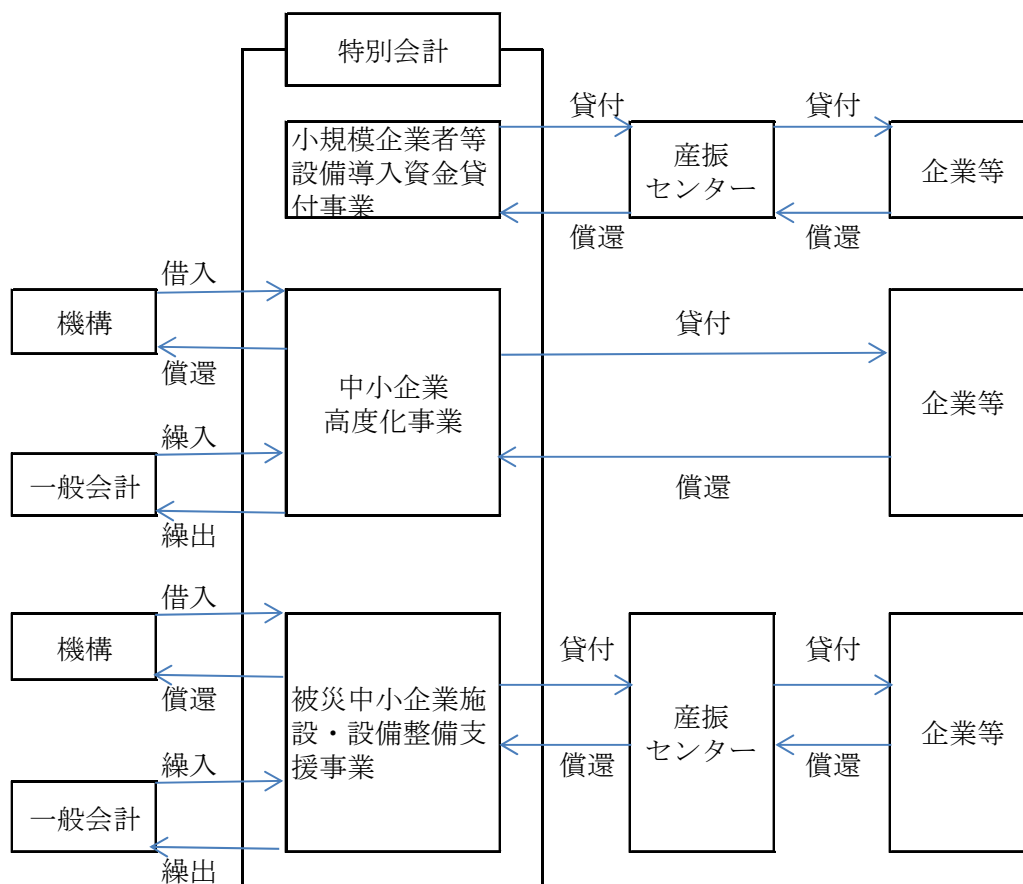 特別会計
貸付
貸付
小規模企業者等
設備導入資金貸
付事業
産振
センター
企業等
償還
償還
借入
機構
償還
貸付
中小企業
高度化事業
企業等
繰入
一般会計
繰出
償還
借入
機構
償還
貸付
貸付
被災中小企業施
設・設備整備支
援事業
産振
センター
企業等
償還
償還
繰入
一般会計
繰出